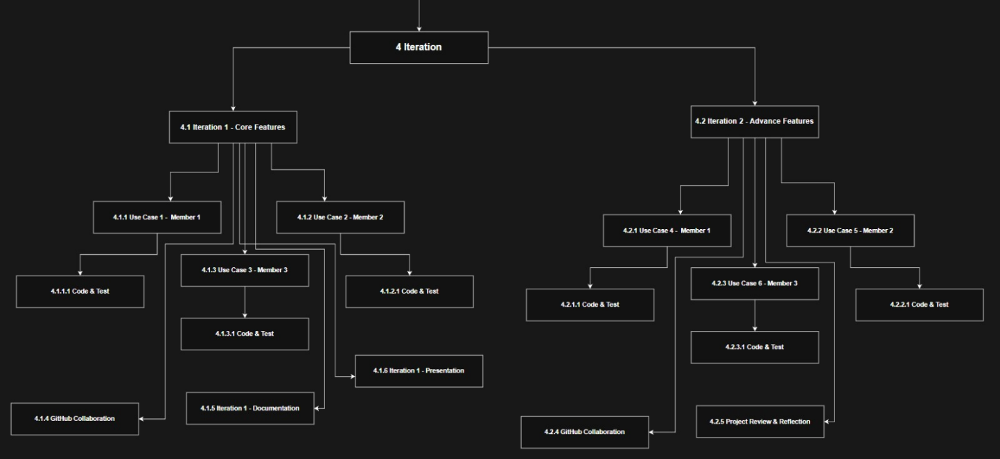 4 Iteration
4.1 Iteration 1 - Core Features
4.2 Iteration 2 - Advance Features
4.1.1 Use Case 1 - Member 1
4.1.2 Use Case 2 - Member 2
4.2.1 Use Case 4 - Member 1
4.2.2 Use Case 5 - Member 2
4.1.3 Use Case 3 - Member 3
4.2.3 Use Case 6 - Member 3
4.1.1.1 Code & Test
4.1.2.1 Code & Test
4.2.1.1 Code & Test
4.2.2.1 Code & Test
4.1.3.1 Code & Test
4.2.3.1 Code & Test
4.1.6 Iteration 1 - Presentation
4.1.5 Iteration 1 - Documentation
4.1.4 GitHub Collaboration
4.2.5 Project Review & Reflection
4.2.4 GitHub Collaboration